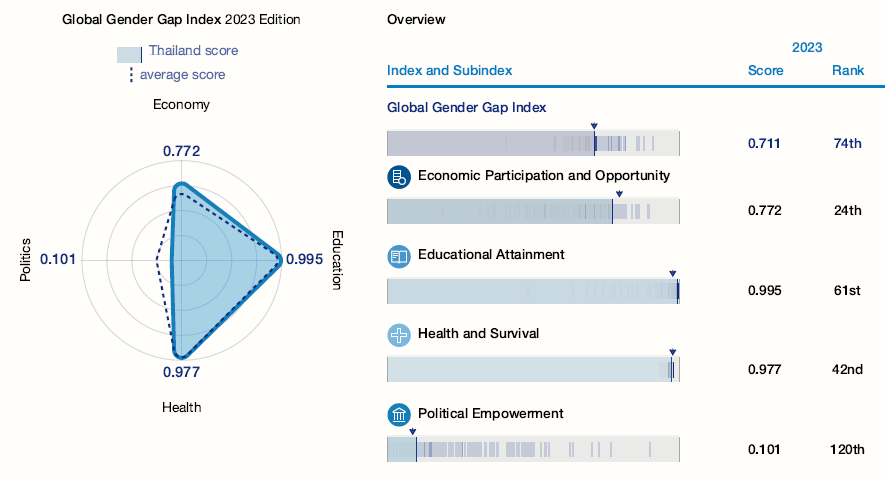 Global Gender Gap Index 2023 Edition
Thailand score
average score
Economy
0.772
Politics
0.101
0.995
Education
0.977
Health
Overview
2023
Index and Subindex Score Rank
Global Gender Gap Index
0.711 74th
Economic Participation and Opportunity
0.772 24th
Educational Attainment
0.995 61st
Health and Survival
0.977 42nd
Political Empowerment
0.101 120th